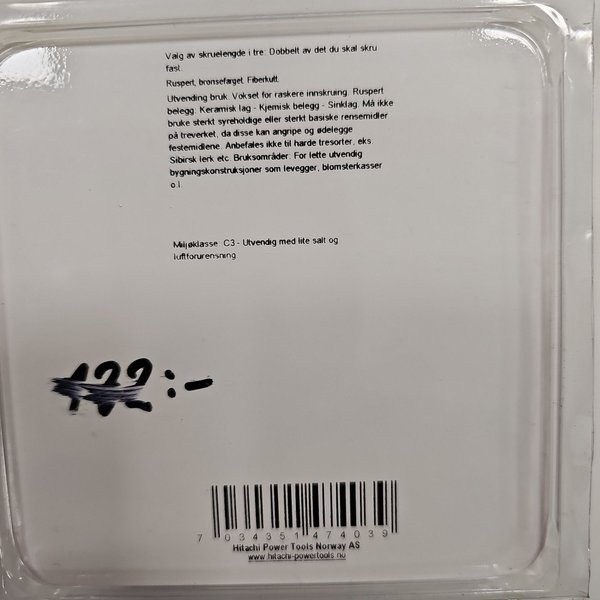 Valg av skruelengde i tre. Dobbelt av det du skal skru
fast.
Ruspert, bronsefarget. Fiberkutt.
Utvendig bruk. Vokset for raskere innskruing. Ruspert
belegg. Keramisk lag - Kjemisk belegg - Sinklag. Må ikke
bruke sterkt syreholdige eller sterkt basiske rensemidler
på treverket, da disse kan angripe og ødelegge
festemidlene. Anbefales ikke til harde tresorter, eks
Sibirsk lerk etc. Bruksområder: For lette utvendig
bygningskonstruksjoner som levegger, blomsterkasser
o.l.
Miljøklasse: C3 - Utvendig med lite salt og
luftforurensning
122:-
7 034351 474039
Hitachi Power Tools Norway AS
www.hitachi-powertools.no